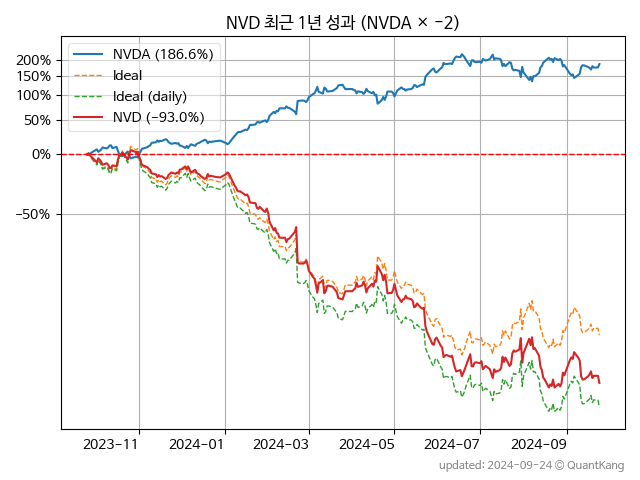 NVD 최근 1년 성과 (NVDA × −2)
NVDA (186.6%)
Ideal
Ideal (daily)
NVD (−93.0%)
200%
150%
100%
50%
0%
−50%
2023-11
2024-01
2024-03
2024-05
2024-07
2024-09
updated: 2024-09-24 © QuantKang